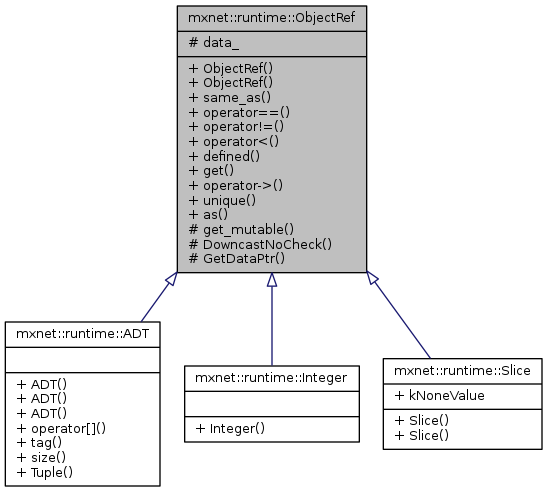 mxnet::runtime::ObjectRef
# data_
+ ObjectRef()
+ ObjectRef()
+ same_as()
+ operator==()
+ operator!=()
+ operator<()
+ defined()
+ get()
+ operator->()
+ unique()
+ as()
# get_mutable()
# DowncastNoCheck()
# GetDataPtr()
mxnet::runtime::ADT
+ ADT()
+ ADT()
+ ADT()
+ operator[]()
+ tag()
+ size()
+ Tuple()
mxnet::runtime::Integer
+ Integer()
mxnet::runtime::Slice
+ kNoneValue
+ Slice()
+ Slice()